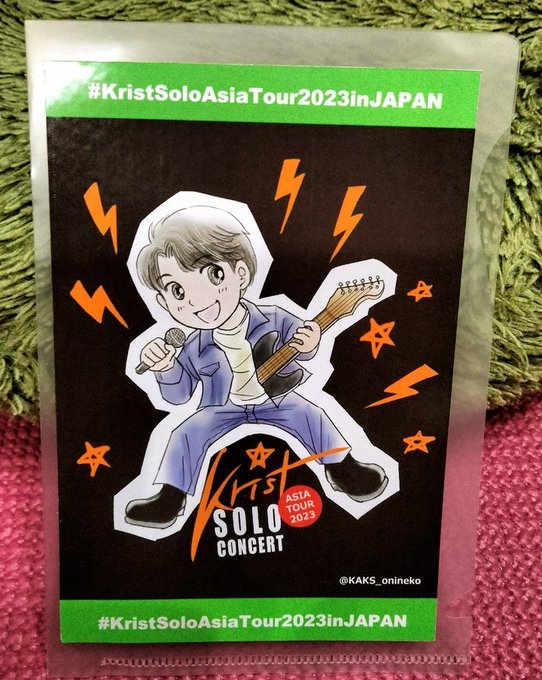 #KristSoloAsiaTour2023inJAPAN
Krist
SOLO
CONCERT
ASIA
TOUR
2023
@KAKS_onineko
#KristSoloAsiaTour2023inJAPAN